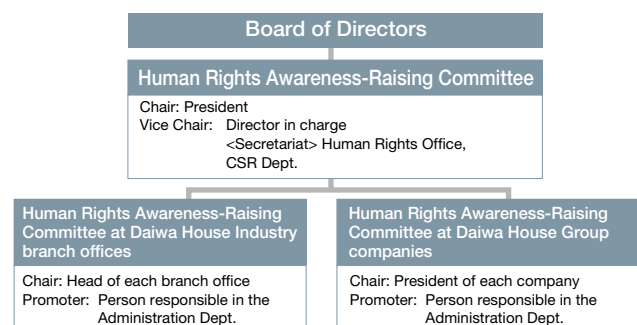 Board of Directors
Human Rights Awareness-Raising Committee
Chair: President
Vice Chair: Director in charge
<Secretariat> Human Rights Office,
CSR Dept.
Human Rights Awareness-Raising
Committee at Daiwa House Industry
branch offices
Chair: Head of each branch office
Promoter: Person responsible in the
Administration Dept.
Human Rights Awareness-Raising
Committee at Daiwa House Group
companies
Chair: President of each company
Promoter: Person responsible in the
Administration Dept.